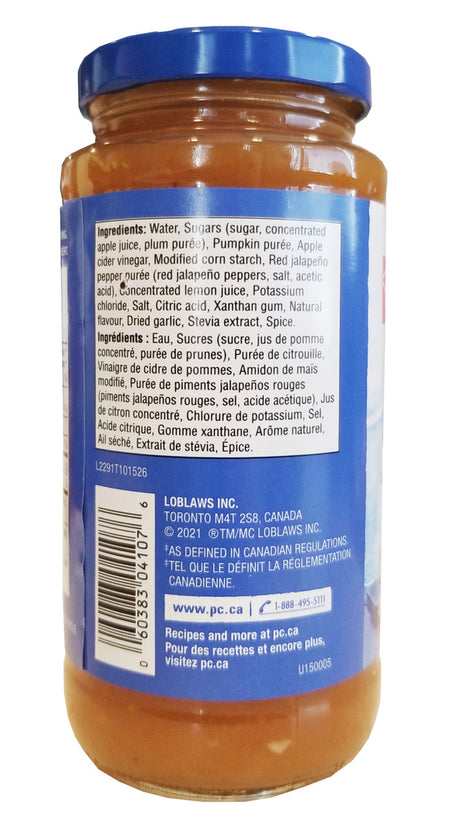 Ingredients: Water, Sugars (sugar, concentrated
apple juice, plum purée), Pumpkin purée, Apple
cider vinegar, Modified corn starch, Red jalapeño
pepper purée (red jalapeño peppers, salt, acetic
acid), Concentrated lemon juice, Potassium
chloride, Salt, Citric acid, Xanthan gum, Natural
flavour, Dried garlic, Stevia extract, Spice.
Ingrédients : Eau, Sucres (sucre, jus de pomme
concentré, purée de prunes), Purée de citrouille,
Vinaigre de cidre de pommes, Amidon de maïs
modifié, Purée de piments jalapeños rouges
(piments jalapeños rouges, sel, acide acétique), Jus
de citron concentré, Chlorure de potassium, Sel,
Acide citrique, Gomme xanthane, Arôme naturel,
Ail séché, Extrait de stévia, Épice.
L2291T101526
LOBLAWS INC.
TORONTO M4T 2S8, CANADA
© 2021 ®TM/MC LOBLAWS INC.
‡AS DEFINED IN CANADIAN REGULATIONS.
‡TEL QUE LE DÉFINIT LA RÉGLEMENTATION
CANADIENNE.
www.pc.ca | 1-888-495-5111
Recipes and more at pc.ca
Pour des recettes et encore plus,
visitez pc.ca
U150005
0 60383 04107 6